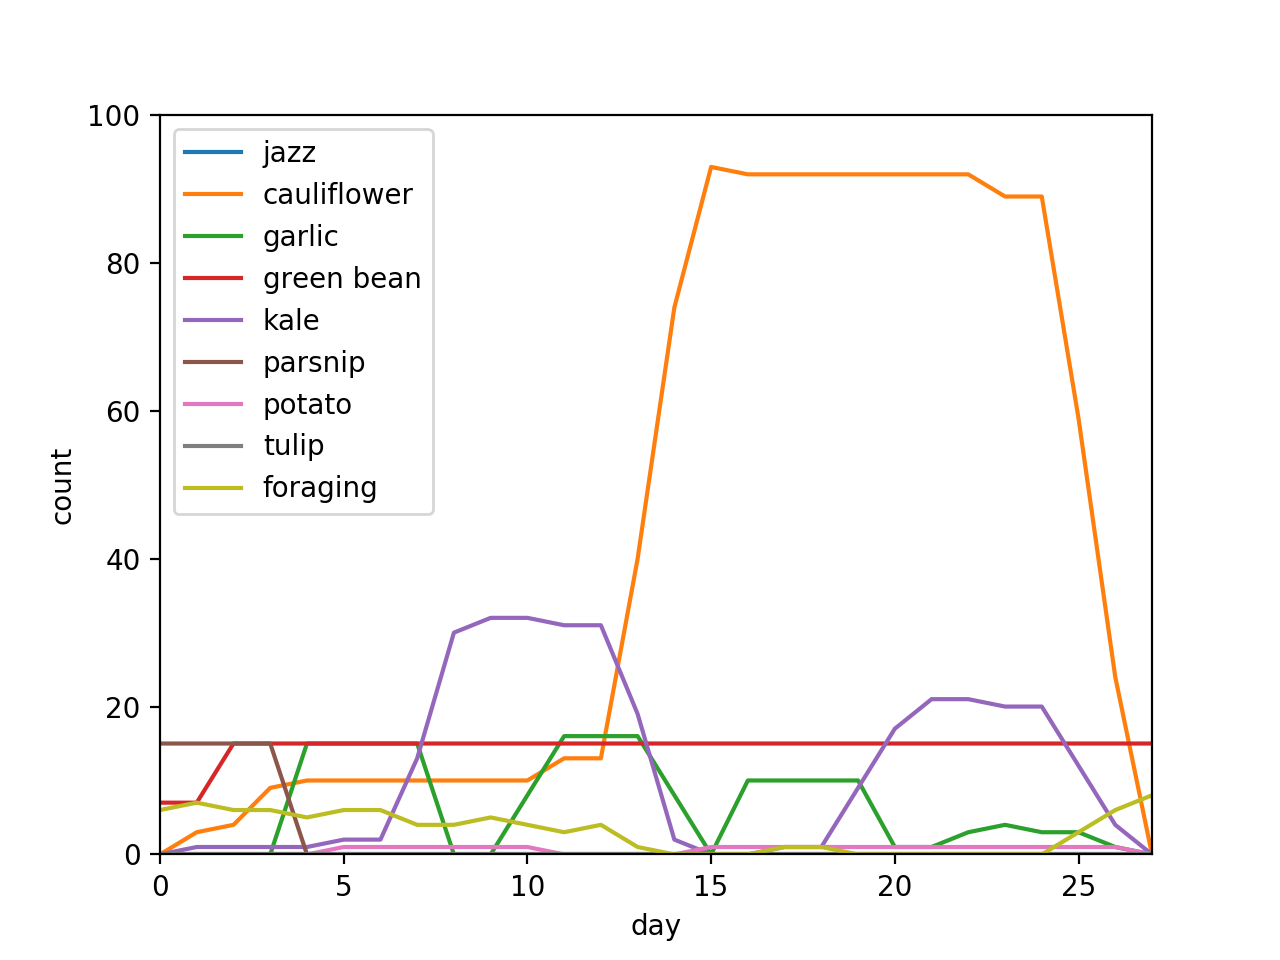 100
80
60
40
20
0
count
jazz
cauliflower
garlic
green bean
kale
parsnip
potato
tulip
foraging
0 5 10 15 20 25
day